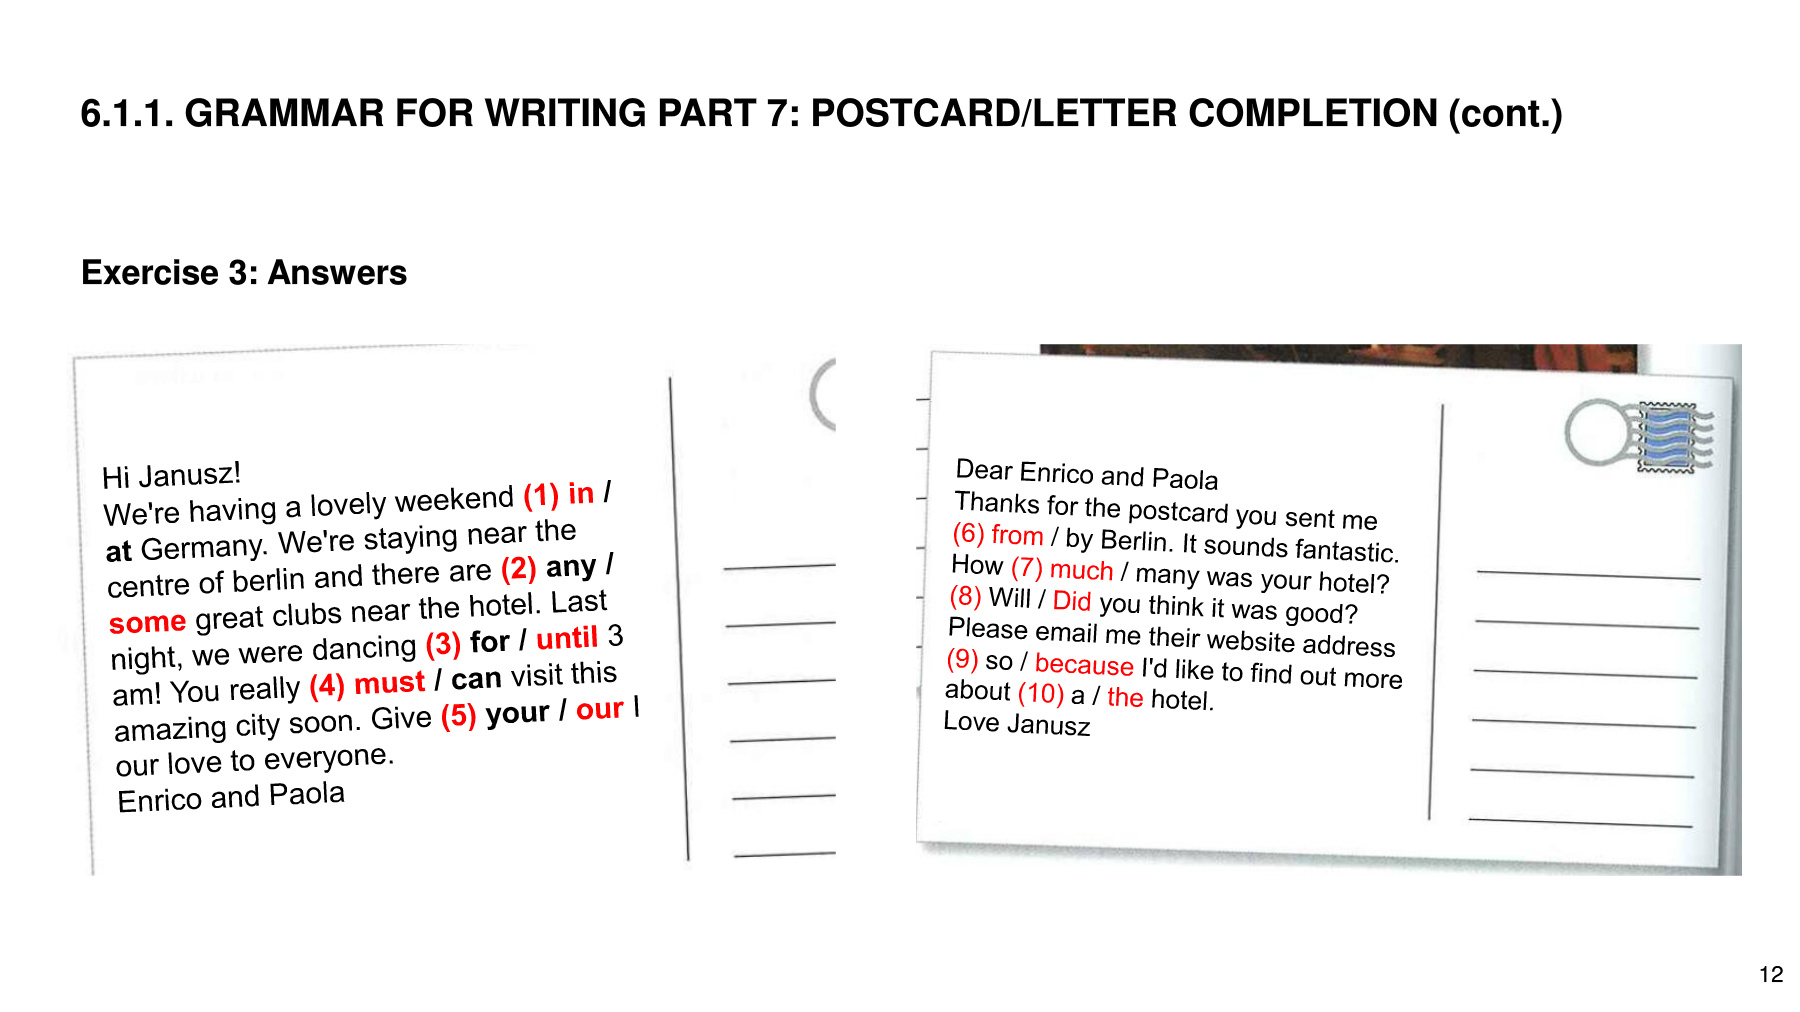 6.1.1. GRAMMAR FOR WRITING PART 7: POSTCARD/LETTER COMPLETION (cont.)
Exercise 3: Answers
Hi Janusz!
We're having a lovely weekend (1) in /
at Germany. We're staying near the
centre of berlin and there are (2) any /
some great clubs near the hotel. Last
night, we were dancing (3) for / until 3
am! You really (4) must / can visit this
amazing city soon. Give (5) your / our l
our love to everyone.
Enrico and Paola
Dear Enrico and Paola
Thanks for the postcard you sent me
(6) from / by Berlin. It sounds fantastic.
How (7) much / many was your hotel?
(8) Will / Did you think it was good?
Please email me their website address
(9) so / because I'd like to find out more
about (10) a / the hotel.
Love Janusz
12